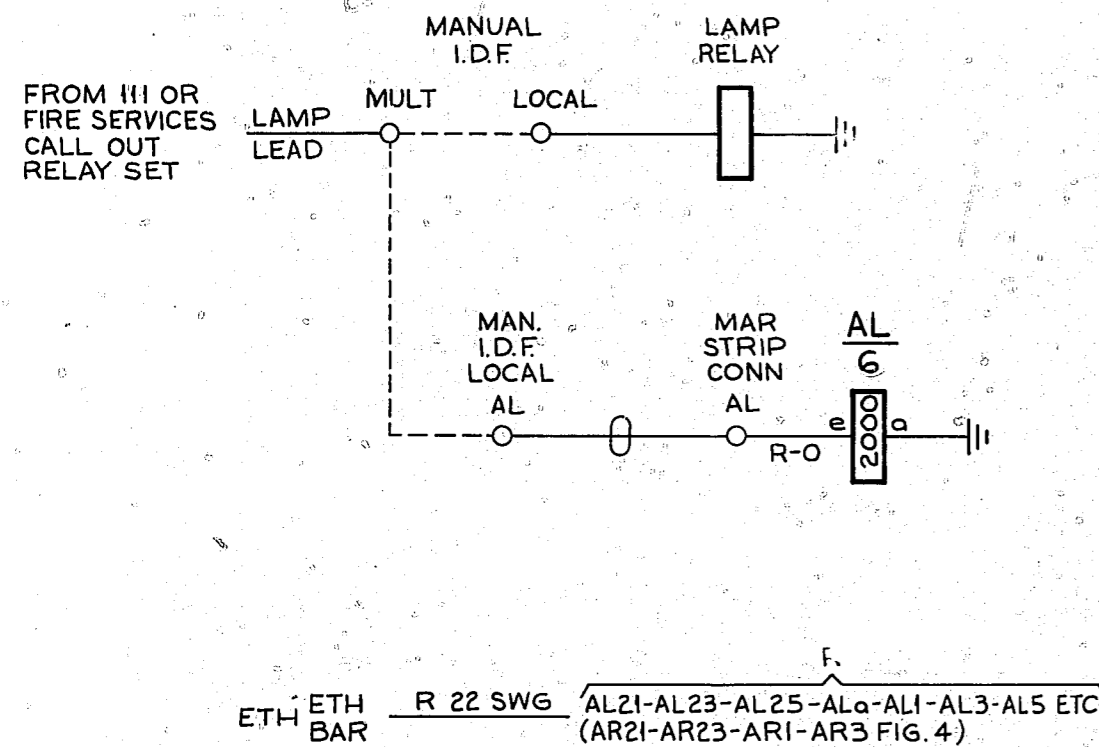 MANUAL
I.D.F.
LAMP
RELAY
FROM 111 OR
FIRE SERVICES
CALL OUT
RELAY SET
LAMP
LEAD
MULT
LOCAL
MAN.
I.D.F.
LOCAL
AL
MAR
STRIP
CONN
AL
AL
6
e
2000
a
R-O
F.
ETH
ETH
BAR
R 22 SWG
AL21-AL23-AL25-ALa-AL1-AL3-AL5 ETC
(AR21-AR23-AR1-AR3 FIG. 4)